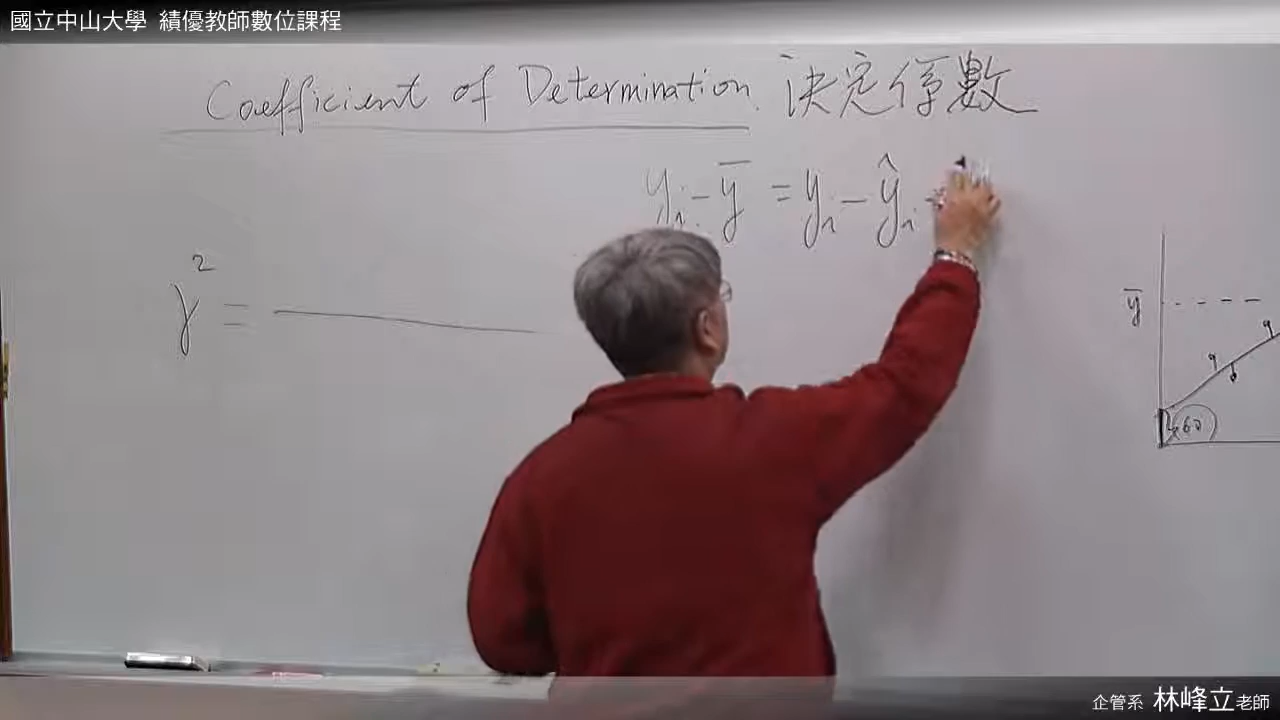 國立中山大學 績優教師數位課程
Coefficient of Determination 決定係數
yᵢ - ȳ = yᵢ - ŷᵢ +
r² =
ȳ
企管系 林峰立老師